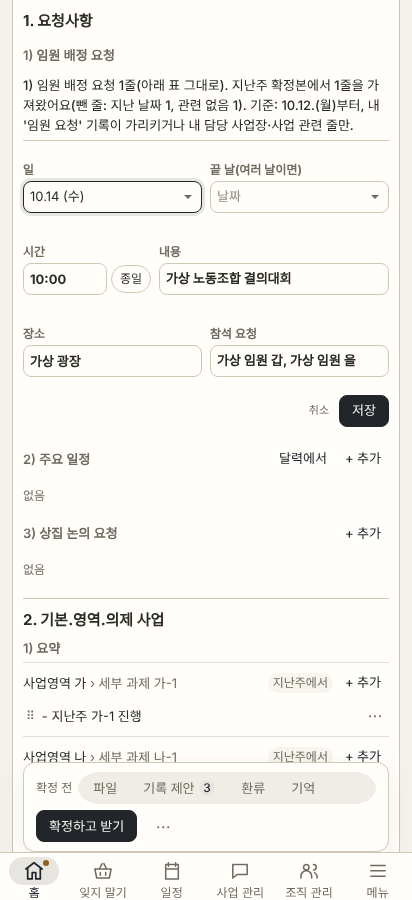 1. 요청사항
1) 임원 배정 요청
1) 임원 배정 요청 1줄(아래 표 그대로). 지난주 확정본에서 1줄을 가
져왔어요(뺀 줄: 지난 날짜 1, 관련 없음 1). 기준: 10.12.(월)부터, 내
'임원 요청' 기록이 가리키거나 내 담당 사업장·사업 관련 줄만.
일
끝 날(여러 날이면)
10.14 (수)
날짜
시간
내용
10:00
종일
가상 노동조합 결의대회
장소
참석 요청
가상 광장
가상 임원 갑, 가상 임원 을
취소
저장
2) 주요 일정
달력에서
+ 추가
없음
3) 상집 논의 요청
+ 추가
없음
2. 기본.영역.의제 사업
1) 요약
사업영역 가 › 세부 과제 가-1
지난주에서
+ 추가
⠿ - 지난주 가-1 진행
···
사업영역 나 › 세부 과제 나-1
지난주에서
+ 추가
확정 전
파일
기록 제안 3
환류
기억
확정하고 받기
···
홈
잊지 말기
일정
사업 관리
조직 관리
메뉴